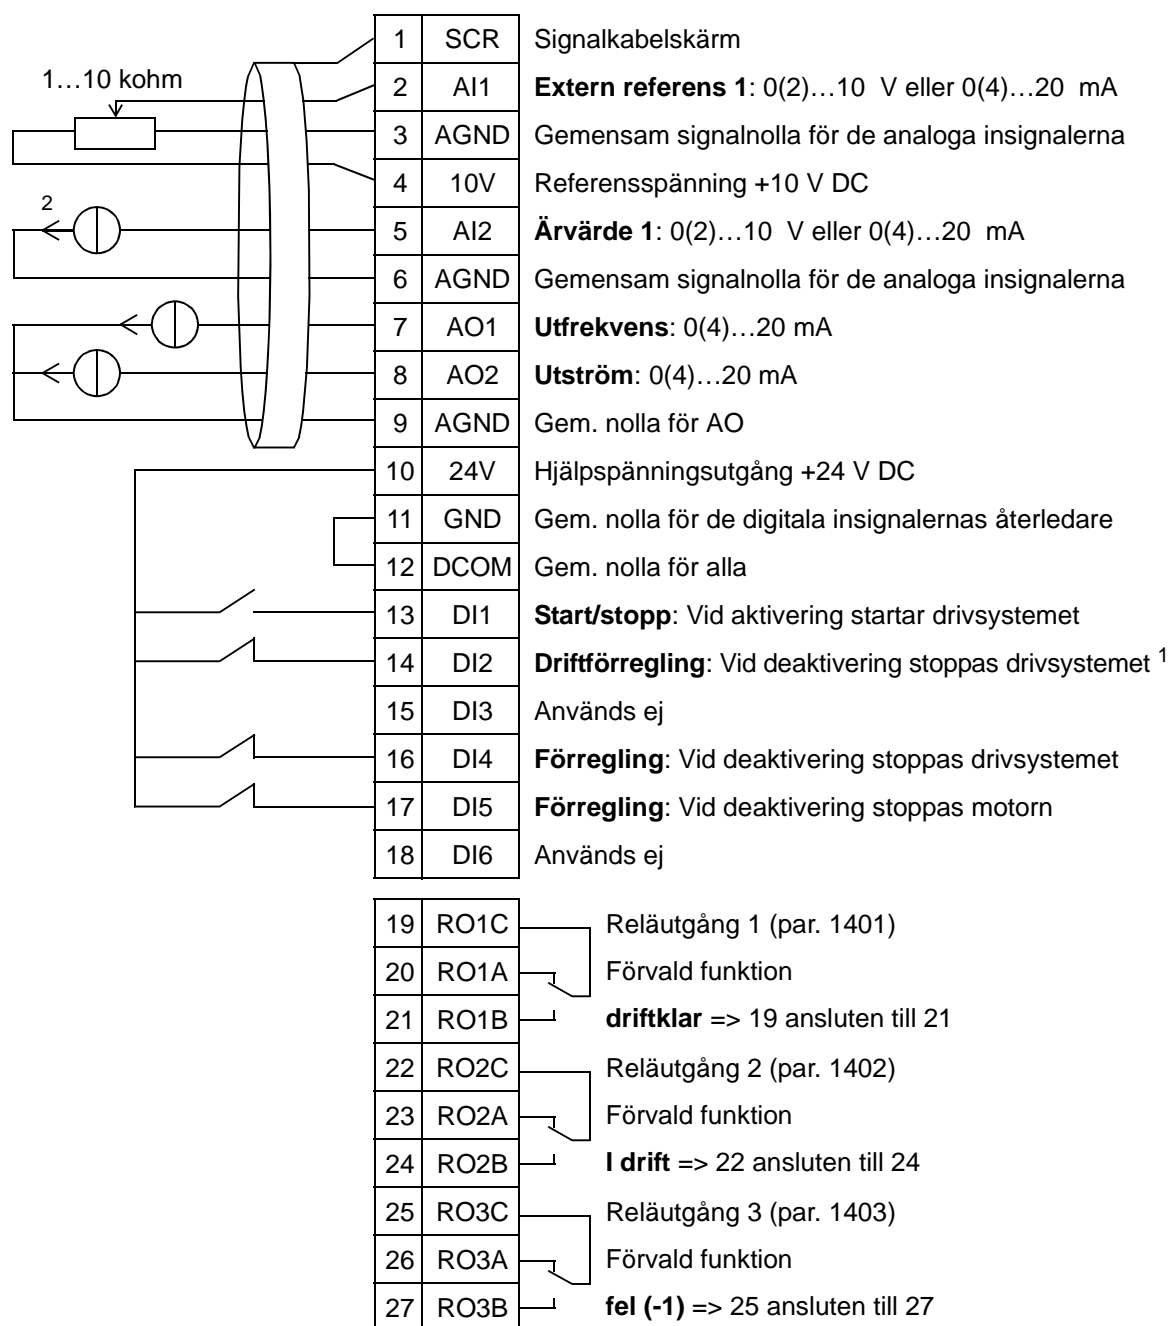 1 SCR Signalkabelskärm
1…10 kohm
2 AI1 Extern referens 1: 0(2)…10 V eller 0(4)…20 mA
3 AGND Gemensam signalnolla för de analoga insignalerna
4 10V Referensspänning +10 V DC
2
5 AI2 Ärvärde 1: 0(2)…10 V eller 0(4)…20 mA
6 AGND Gemensam signalnolla för de analoga insignalerna
7 AO1 Utfrekvens: 0(4)…20 mA
8 AO2 Utström: 0(4)…20 mA
9 AGND Gem. nolla för AO
10 24V Hjälpspänningsutgång +24 V DC
11 GND Gem. nolla för de digitala insignalernas återledare
12 DCOM Gem. nolla för alla
13 DI1 Start/stopp: Vid aktivering startar drivsystemet
14 DI2 Driftförregling: Vid deaktivering stoppas drivsystemet 1
15 DI3 Används ej
16 DI4 Förregling: Vid deaktivering stoppas drivsystemet
17 DI5 Förregling: Vid deaktivering stoppas motorn
18 DI6 Används ej
19 RO1C Reläutgång 1 (par. 1401)
20 RO1A Förvald funktion
21 RO1B driftklar => 19 ansluten till 21
22 RO2C Reläutgång 2 (par. 1402)
23 RO2A Förvald funktion
24 RO2B I drift => 22 ansluten till 24
25 RO3C Reläutgång 3 (par. 1403)
26 RO3A Förvald funktion
27 RO3B fel (-1) => 25 ansluten till 27